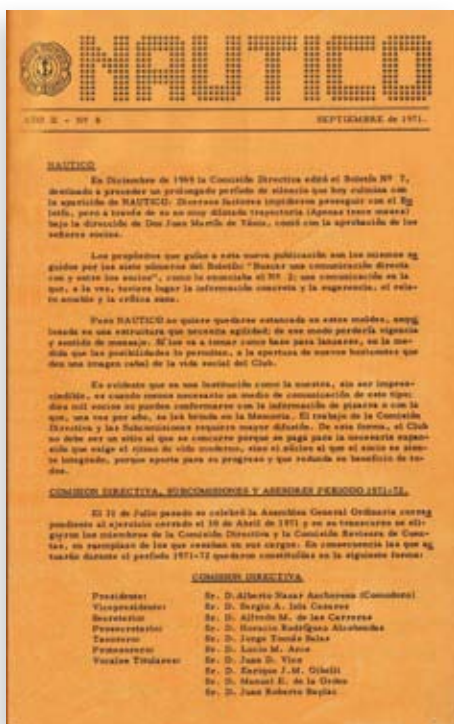 NAUTICO
AÑO II - Nº 8 SEPTIEMBRE de 1971.
NAUTICO
En Diciembre de 1969 la Comisión Directiva editó el Boletín Nº 7,
destinado a preceder un prolongado período de silencio que hoy culmina con
la aparición de NAUTICO. Diversos factores impidieron proseguir con el Bo
letín, pero a través de su no muy dilatada trayectoria (Apenas trece meses)
bajo la dirección de Don Juan Martín de Yániz, contó con la aprobación de los
señores socios.
Los propósitos que guían a esta nueva publicación son los mismos se
guidos por los siete números del Boletín: "Buscar una comunicación directa
con y entre los socios", como lo enunciaba el Nº 2; una comunicación en la
que, a la vez, tuviera lugar la información concreta y la sugerencia, el rela-
to amable y la crítica sana.
Pero NAUTICO no quiere quedarse estancado en estos moldes,
en una estructura que necesita agilidad; de ese modo perdería vigencia
y sentido de mensaje. Sí los va a tomar como base para lanzarse, en la me-
dida que las posibilidades lo permitan, a la apertura de nuevos horizontes que
den una imagen cabal de la vida social del Club.
Es evidente que en una Institución como la nuestra, sin ser impres-
cindible, es cuando menos necesario un medio de comunicación de este tipo;
diez mil socios no pueden conformarse con la información de pizarra o con la
que, una vez por año, se les brinda en la Memoria. El trabajo de la Comisión
Directiva y las Subcomisiones requiere mayor difusión. De esta forma, el Club
no debe ser un sitio al que se concurre porque se paga para la necesaria expan-
sión que exige el ritmo de vida moderno, sino el núcleo al que el socio se sien-
te integrado, porque aporta para su progreso y que redunda en beneficio de to-
dos.
COMISION DIRECTIVA, SUBCOMISIONES Y ASESORES PERIODO 1971-72.
El 31 de Julio pasado se celebró la Asamblea General Ordinaria corres
pondiente al ejercicio cerrado el 30 de Abril de 1971 y en su transcurso se eli-
gieron los miembros de la Comisión Directiva y la Comisión Revisora de Cuen-
tas, en reemplazo de los que cesaban en sus cargos. En consecuencia las que ac
tuarán durante el período 1971-72 quedaron constituídas en la siguiente forma:
COMISION DIRECTIVA
Presidente: Sr. D. Alberto Nazar Anchorena (Comodoro)
Vicepresidente: Sr. D. Sergio A. Isla Casares
Secretario: Sr. D. Alfredo M. de las Carreras
Prosecretario: Sr. D. Horacio Rodríguez Alcobendas
Tesorero: Sr. D. Jorge Tomás Salas
Protesorero: Sr. D. Lucio M. Arce
Vocales Titulares: Sr. D. Juan D. Vico
Sr. D. Enrique J. M. Gibelli
Sr. D. Manuel E. de la Orden
Sr. D. Juan Roberto